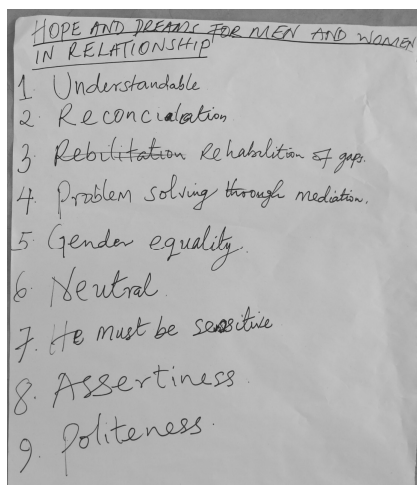 HOPE AND DREAMS FOR MEN AND WOMEN
IN RELATIONSHIP
1. Understandable
2. Reconcialation
3. Rebilitation Rehabilition of gaps.
4. Problem solving through mediation.
5. Gender equality.
6. Neutral.
7. He must be sensitive
8. Assertiness.
9. Politeness.